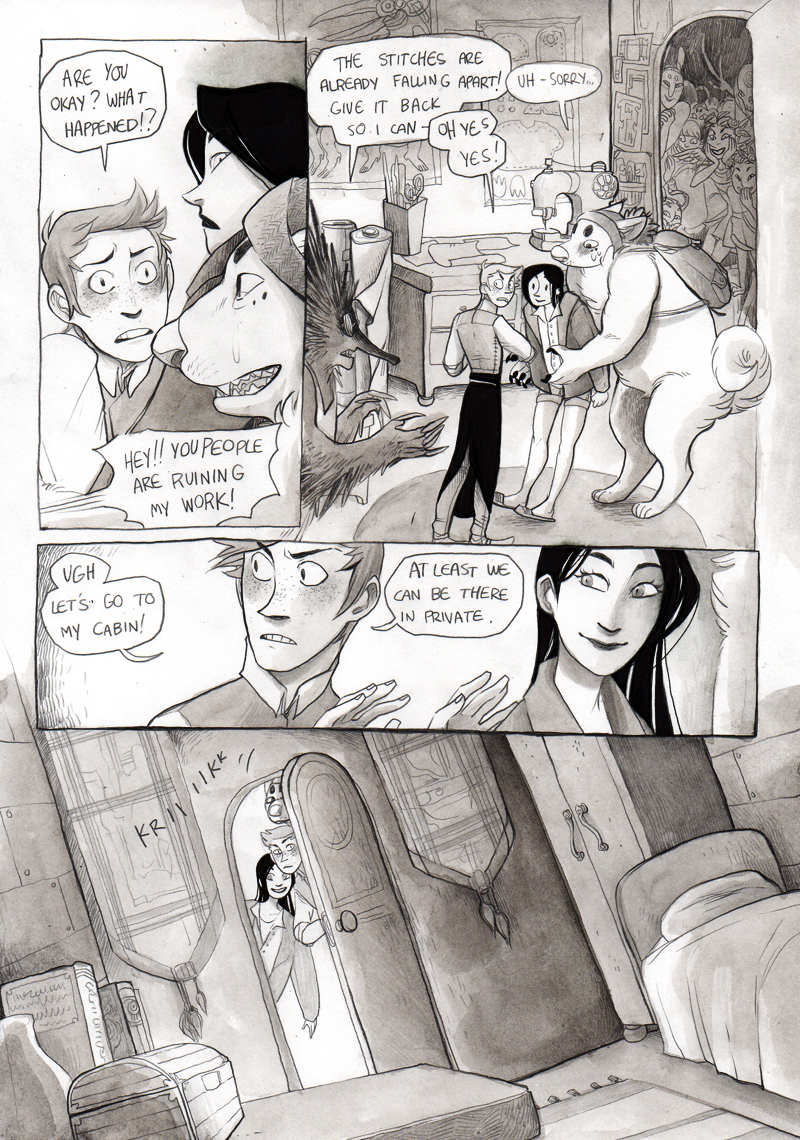 ARE YOU
OKAY? WHAT
HAPPENED!?
HEY!! YOU PEOPLE
ARE RUINING
MY WORK!
THE STITCHES ARE
ALREADY FALLING APART!
GIVE IT BACK
SO I CAN-
UH - SORRY...
OH YES
YES!
UGH
LET'S GO TO
MY CABIN!
AT LEAST WE
CAN BE THERE
IN PRIVATE.
KRIIIIIKK